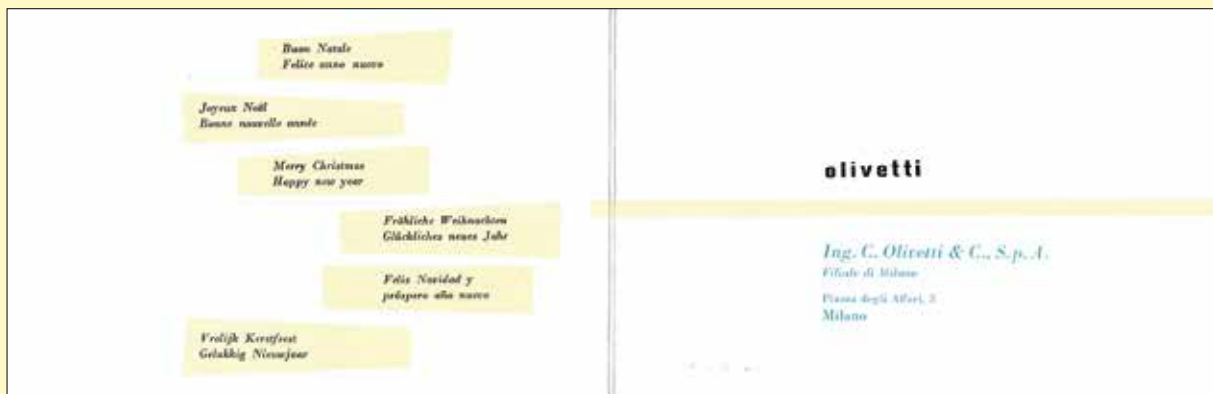 Buon Natale
Felice anno nuovo
Joyeux Noël
Bonne nouvelle année
Merry Christmas
Happy new year
Fröhliche Weihnachten
Glückliches neues Jahr
Feliz Navidad y
próspero año nuevo
Vrolijk Kerstfeest
Gelukkig Nieuwjaar
olivetti
Ing. C. Olivetti & C., S. p. A.
Filiale di Milano
Piazza degli Affari, 3
Milano